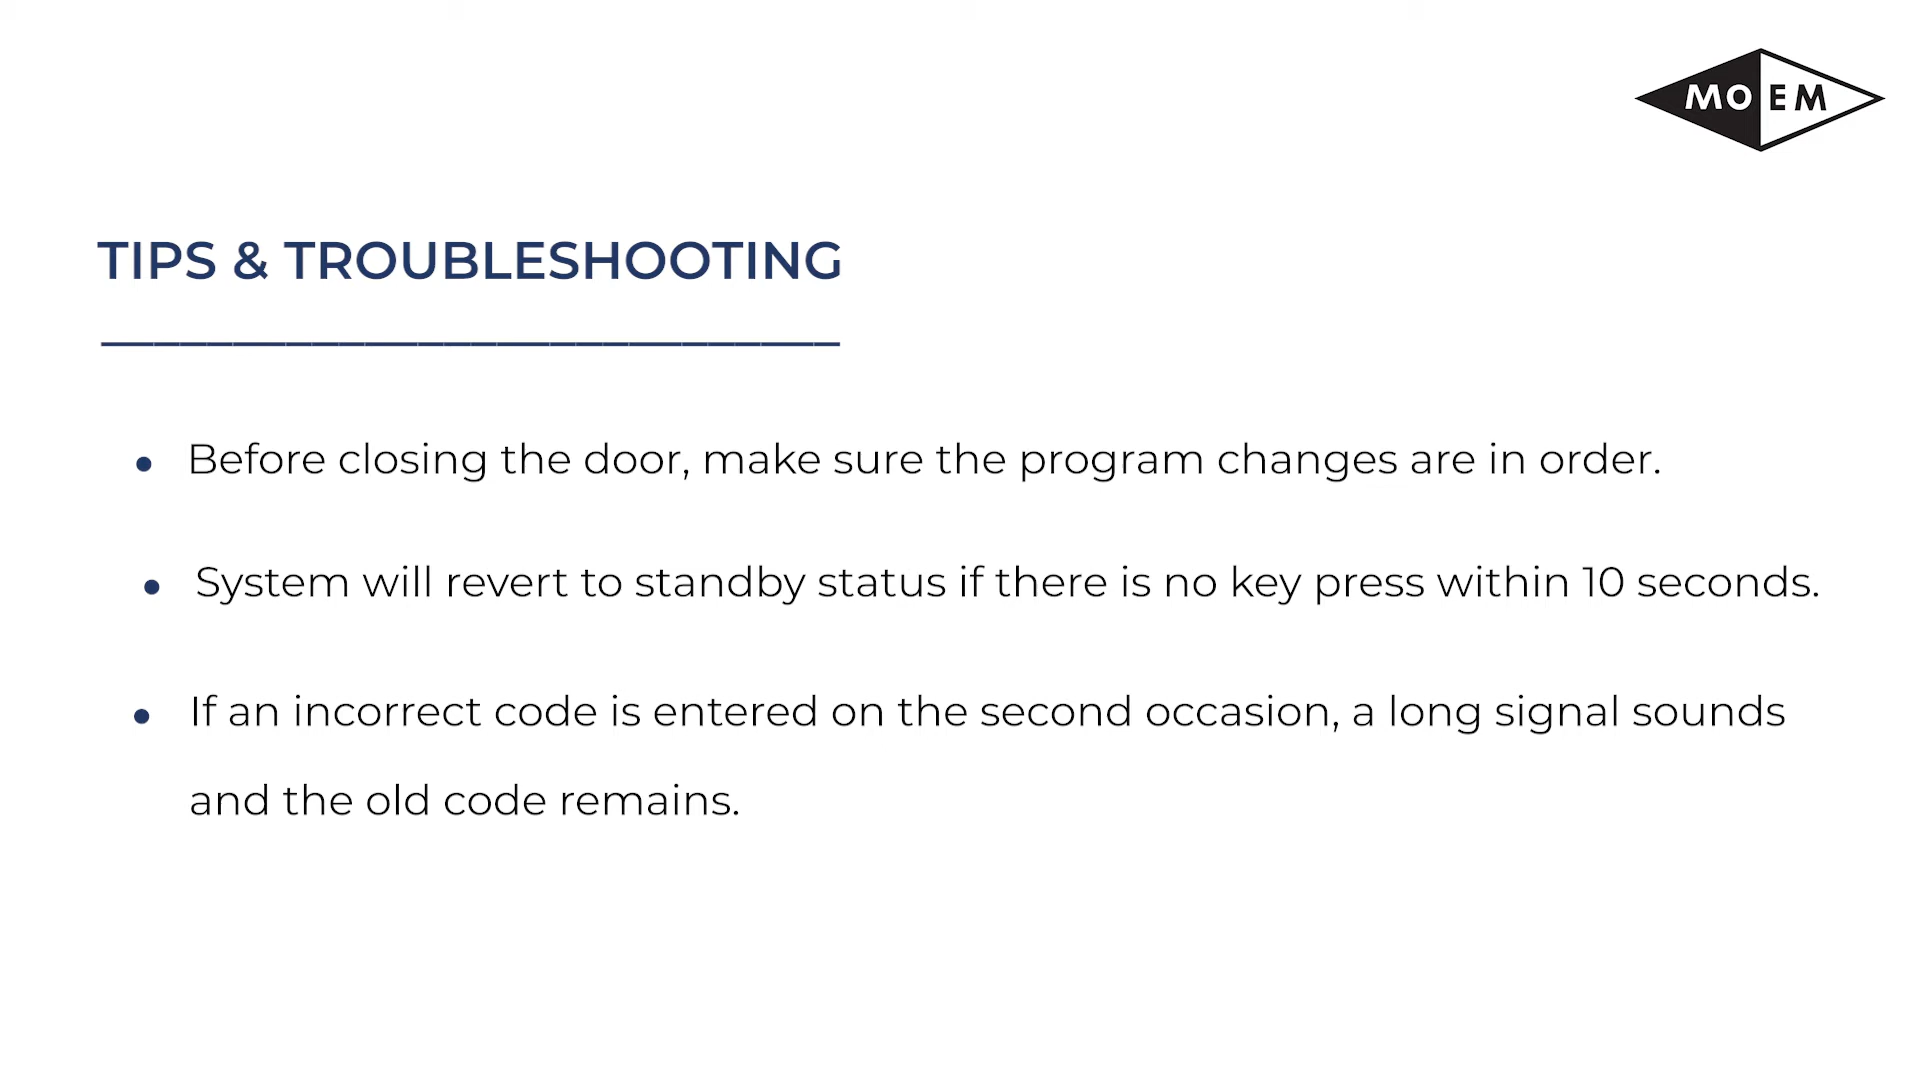 MOEM
TIPS & TROUBLESHOOTING
• Before closing the door, make sure the program changes are in order.
• System will revert to standby status if there is no key press within 10 seconds.
• If an incorrect code is entered on the second occasion, a long signal sounds
and the old code remains.